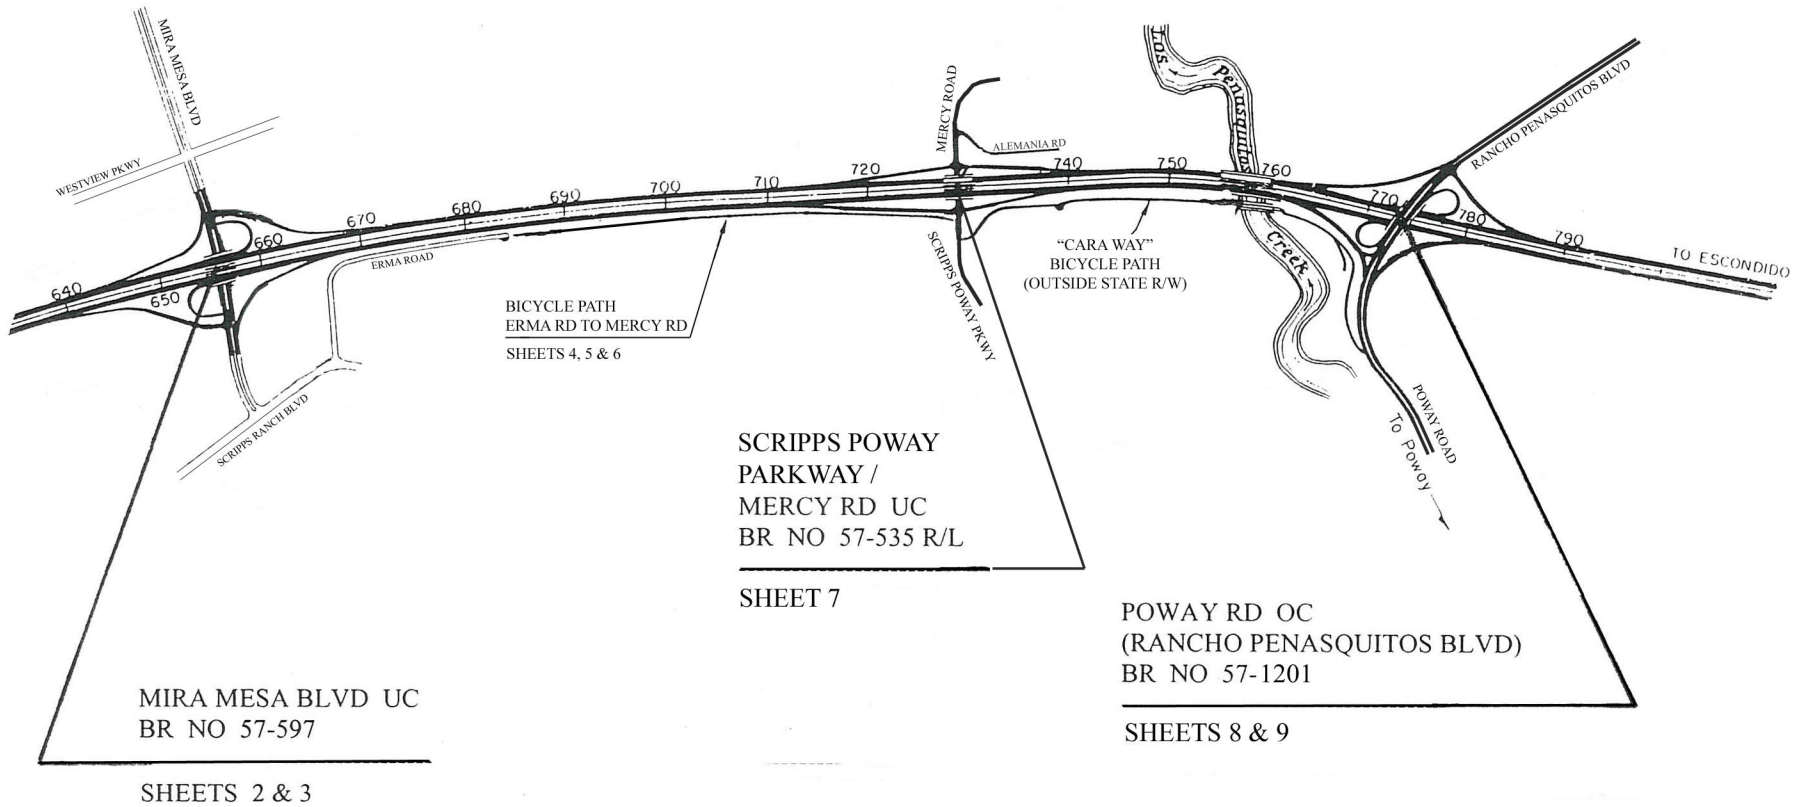 MIRA MESA BLVD
WESTVIEW PKWY
640
650
660
670
680
690
700
710
720
740
750
760
770
780
790
ERMA ROAD
SCRIPPS RANCH BLVD
MERCY ROAD
ALEMANIA RD
SCRIPPS POWAY PKWY
Los
Penasquitas
Creek
RANCHO PENASQUITOS BLVD
TO ESCONDIDO
POWAY ROAD
To Poway
BICYCLE PATH
ERMA RD TO MERCY RD
SHEETS 4, 5 & 6
“CARA WAY”
BICYCLE PATH
(OUTSIDE STATE R/W)
SCRIPPS POWAY
PARKWAY /
MERCY RD UC
BR NO 57-535 R/L
SHEET 7
POWAY RD OC
(RANCHO PENASQUITOS BLVD)
BR NO 57-1201
SHEETS 8 & 9
MIRA MESA BLVD UC
BR NO 57-597
SHEETS 2 & 3